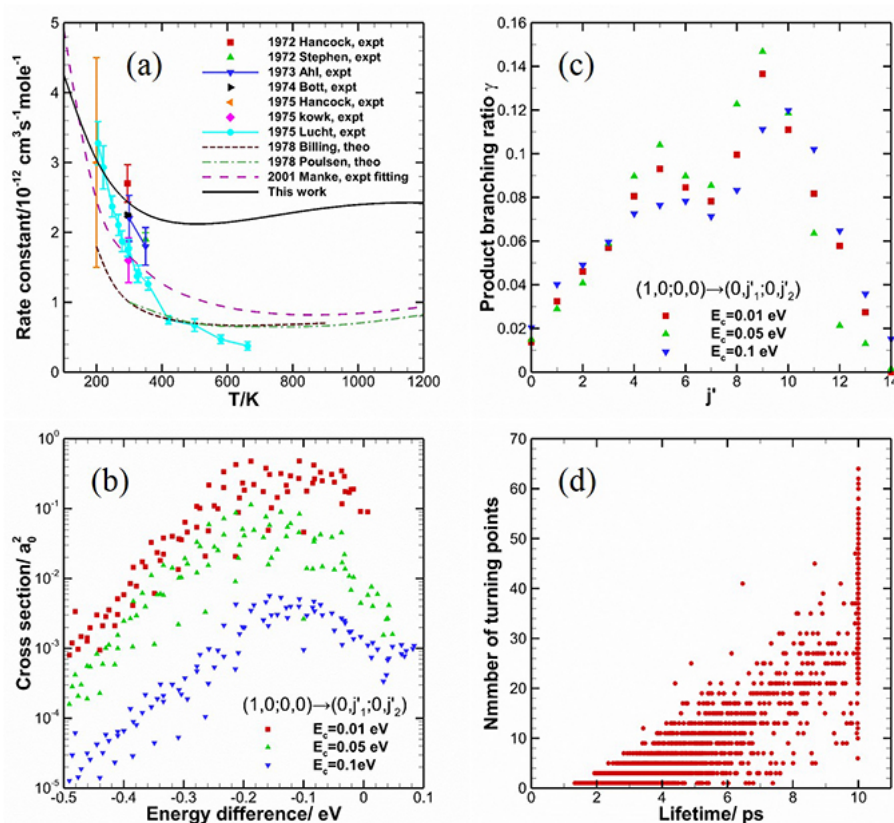 (a)
Rate constant/10⁻¹² cm³s⁻¹mole⁻¹
5
4
3
2
1
0
200 400 600 800 1000 1200
T/K
1972 Hancock, expt
1972 Stephen, expt
1973 Ahl, expt
1974 Bott, expt
1975 Hancock, expt
1975 kowk, expt
1975 Lucht, expt
1978 Billing, theo
1978 Poulsen, theo
2001 Manke, expt fitting
This work
(c)
Product branching ratio γ
0.16
0.14
0.12
0.10
0.08
0.06
0.04
0.02
0.00
0 2 4 6 8 10 12 14
j'
(1,0;0,0)→(0,j'₁;0,j'₂)
E꜀=0.01 eV
E꜀=0.05 eV
E꜀=0.1 eV
(b)
Cross section/ a₀²
10⁰
10⁻¹
10⁻²
10⁻³
10⁻⁴
10⁻⁵
-0.5 -0.4 -0.3 -0.2 -0.1 0 0.1
Energy difference/ eV
(1,0;0,0)→(0,j'₁;0,j'₂)
E꜀=0.01 eV
E꜀=0.05 eV
E꜀=0.1eV
(d)
Nmmber of turning points
70
60
50
40
30
20
10
0
0 2 4 6 8 10
Lifetime/ ps